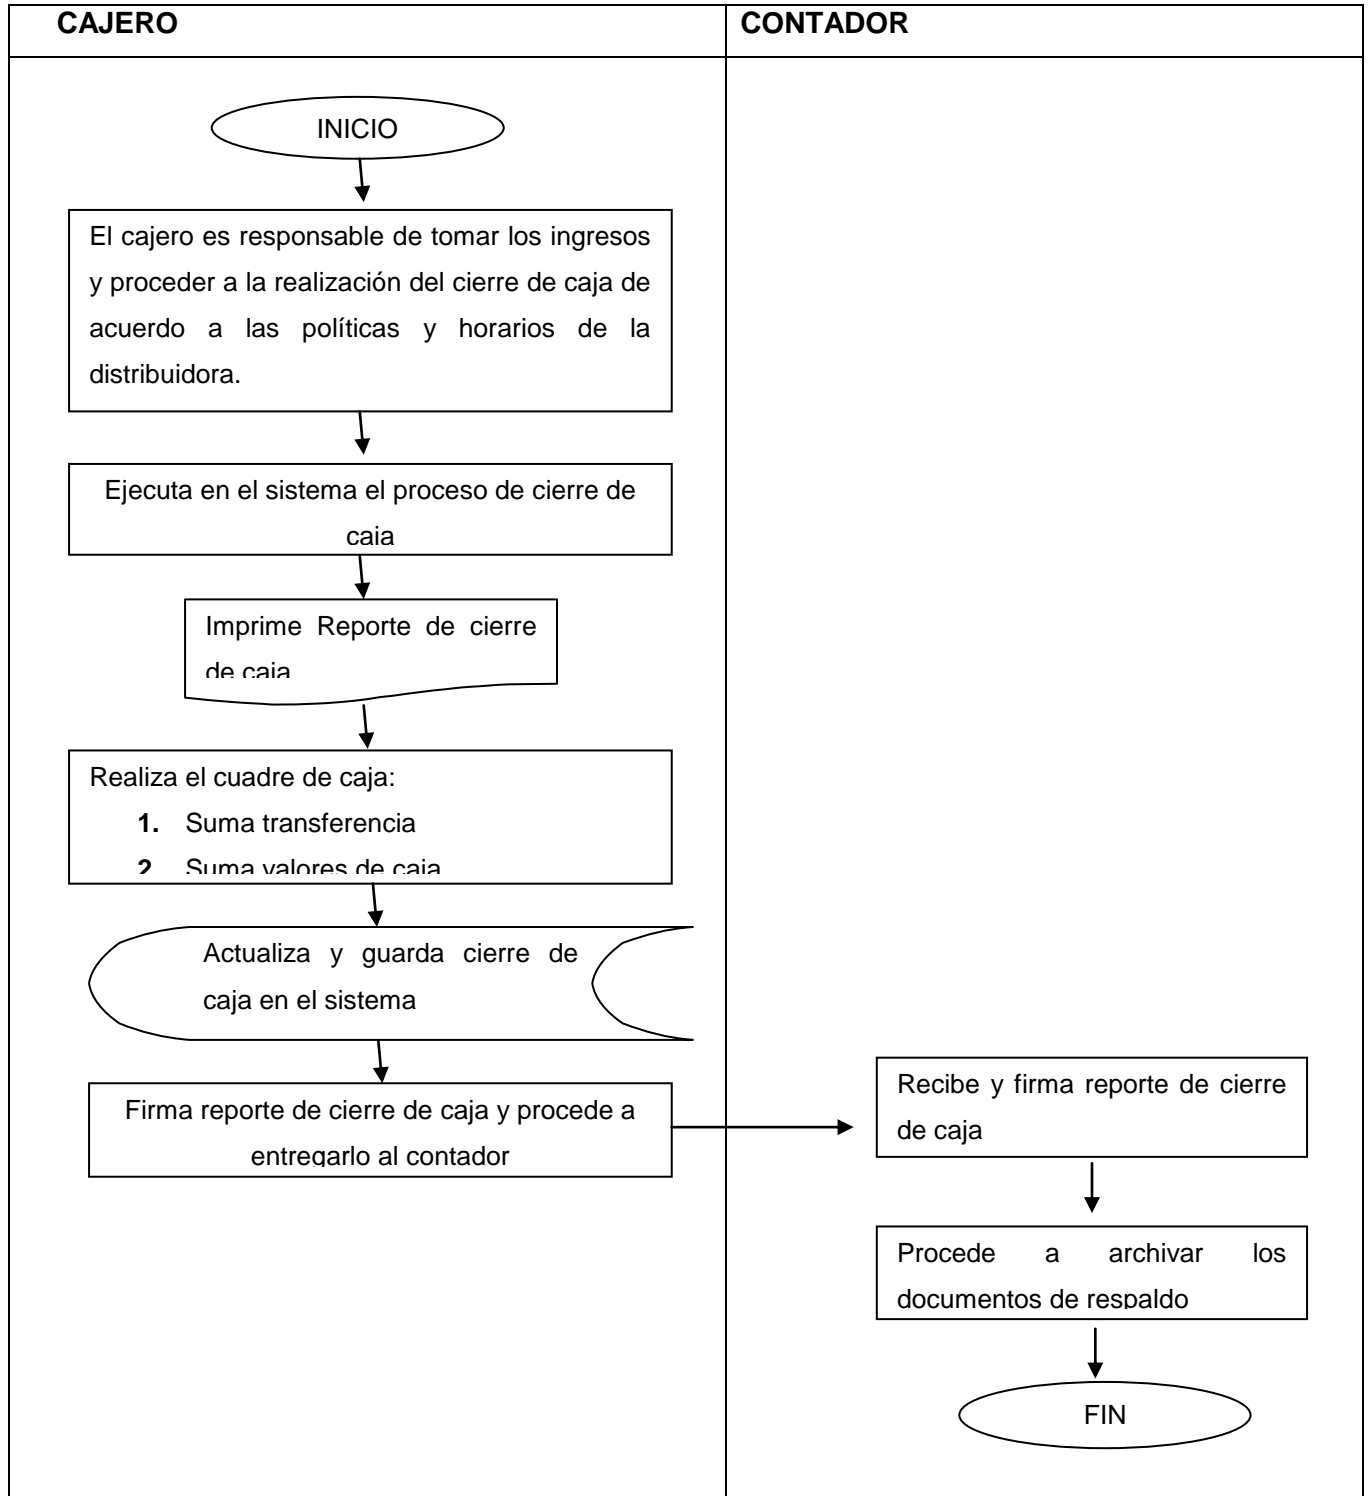 CAJERO
CONTADOR
INICIO
El cajero es responsable de tomar los ingresos
y proceder a la realización del cierre de caja de
acuerdo a las políticas y horarios de la
distribuidora.
Ejecuta en el sistema el proceso de cierre de
caja
Imprime Reporte de cierre
de caja
Realiza el cuadre de caja:
1. Suma transferencia
2 Suma valores de caja
Actualiza y guarda cierre de
caja en el sistema
Firma reporte de cierre de caja y procede a
entregarlo al contador
Recibe y firma reporte de cierre
de caja
Procede a archivar los
documentos de respaldo
FIN